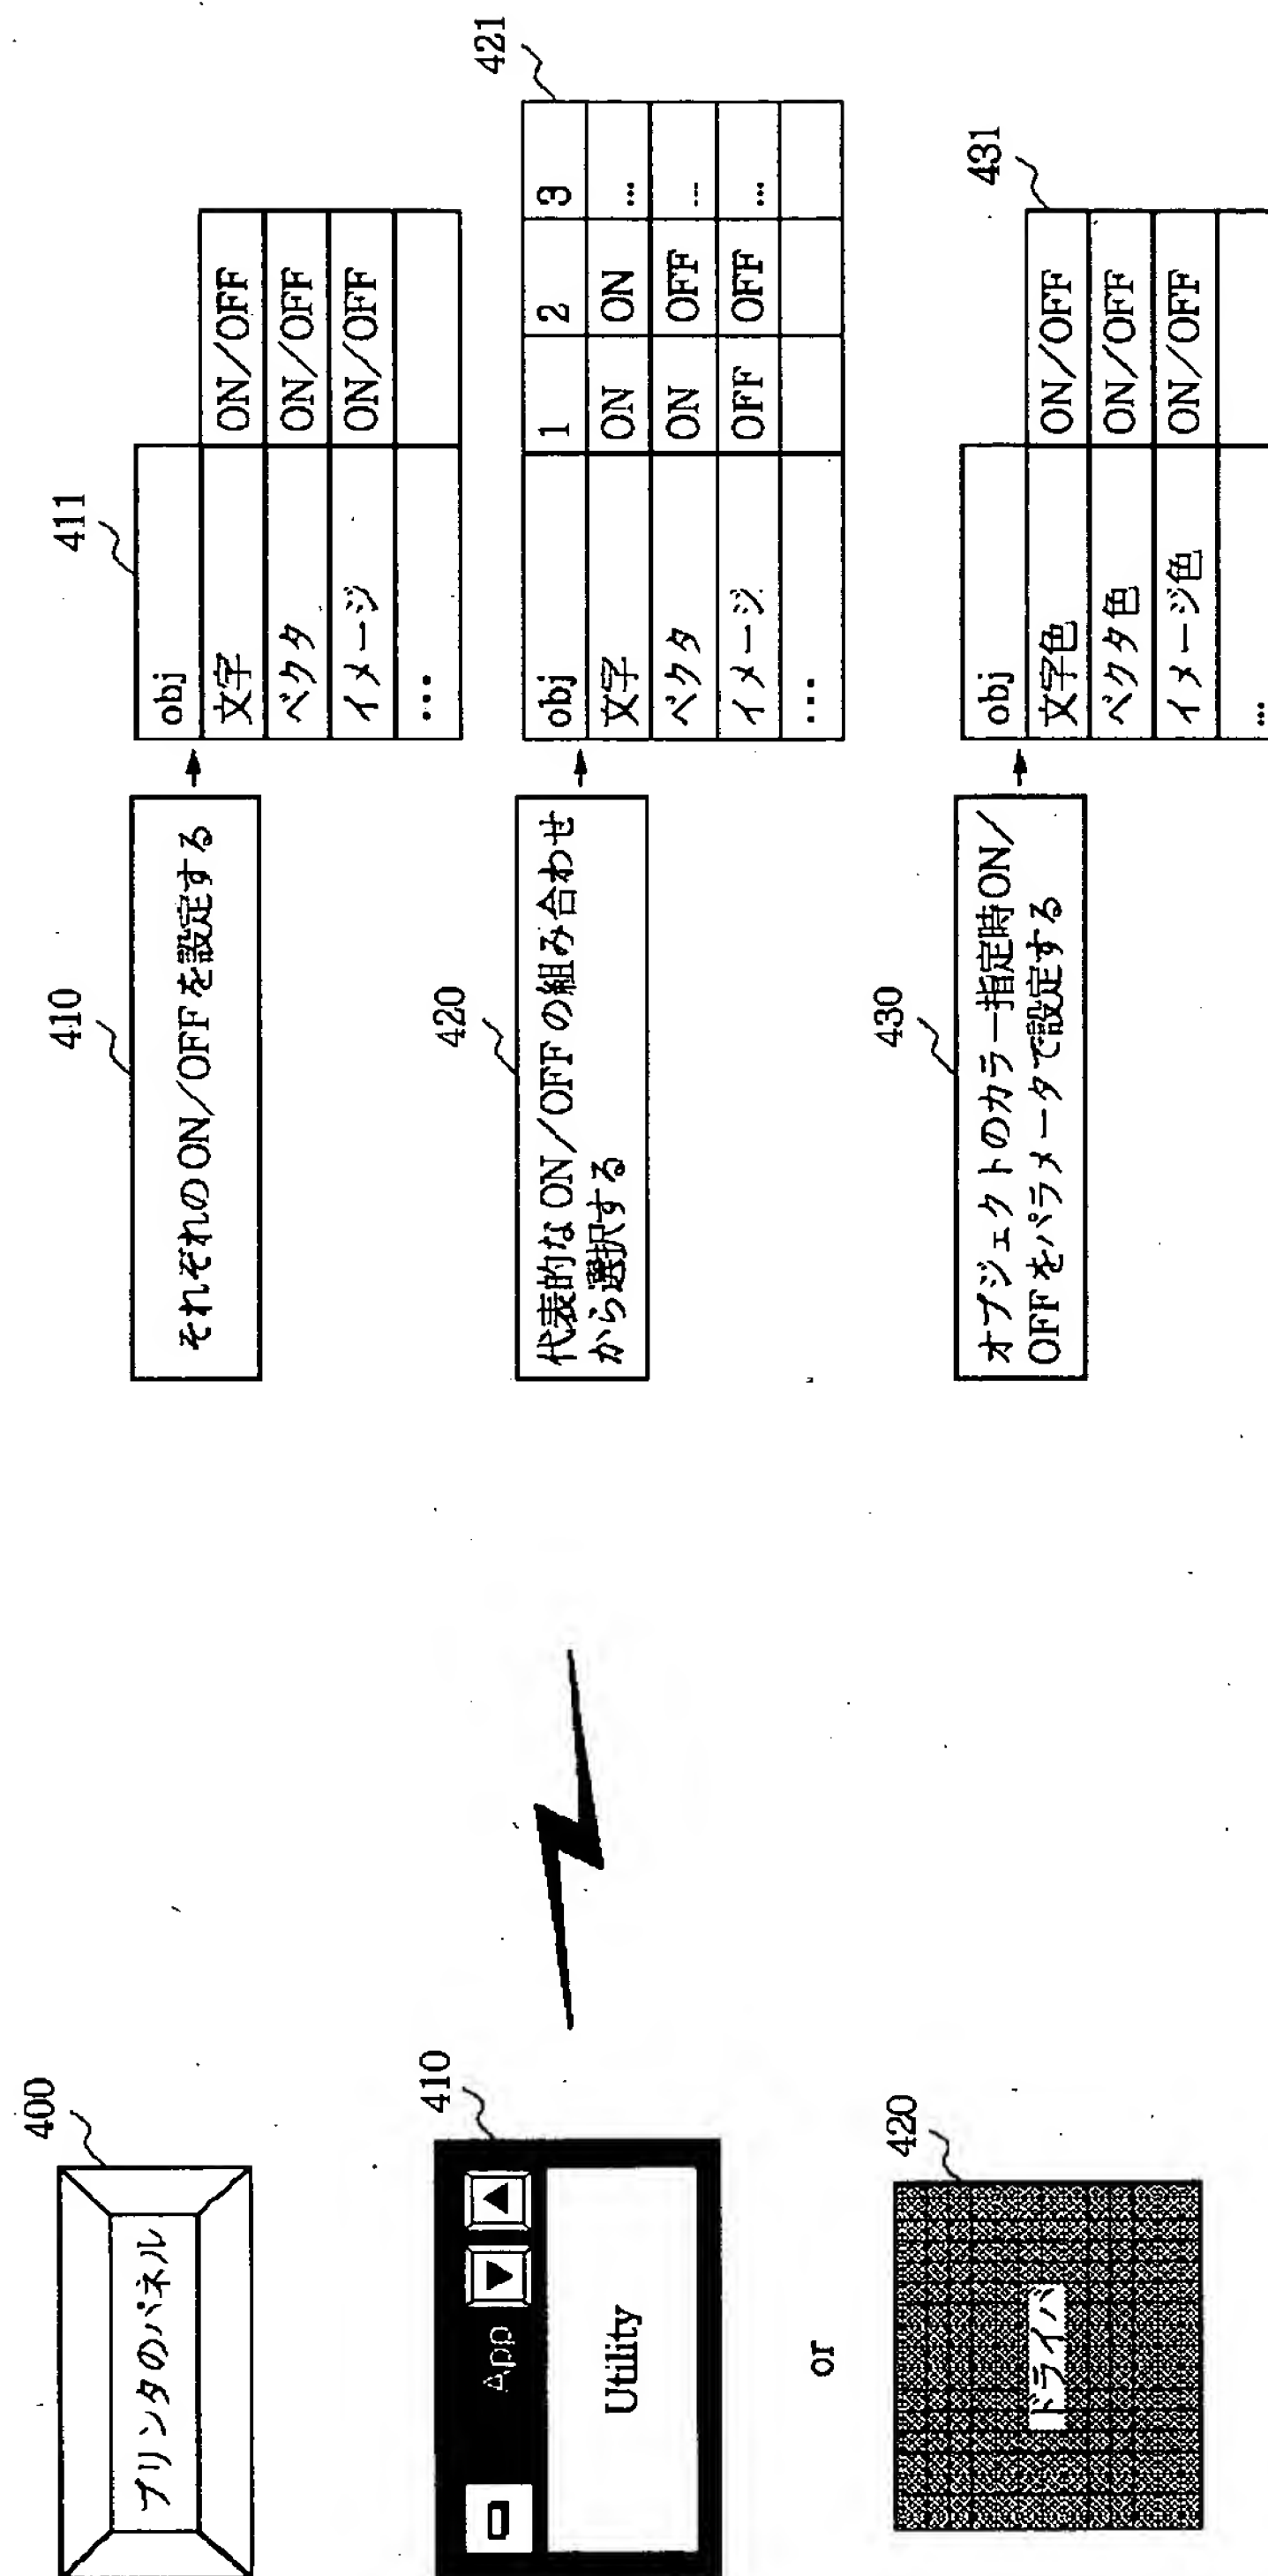 400
プリンタのパネル
410
App
Utility
or
420
ドライバ
410
それぞれのON/OFFを設定する
411
obj
文字 ON/OFF
ベクタ ON/OFF
イメージ ON/OFF
...
420
代表的なON/OFFの組み合わせ
から選択する
421
obj 1 2 3
文字 ON ON ...
ベクタ ON OFF ...
イメージ OFF OFF ...
...
430
オブジェクトのカラー指定時ON/
OFFをパラメータで設定する
431
obj
文字色 ON/OFF
ベクタ色 ON/OFF
イメージ色 ON/OFF
...